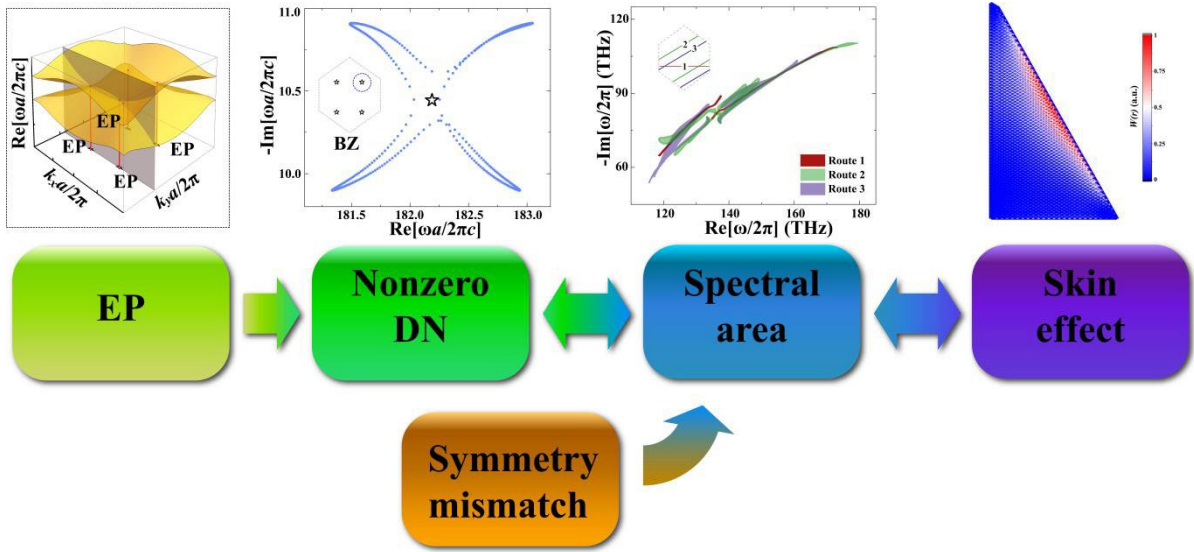 Re[ωa/2πc]
EP
EP
EP
EP
kₓa/2π
kᵧa/2π
-Im[ωa/2πc]
11.0
10.5
10.0
BZ
181.5
182.0
182.5
183.0
Re[ωa/2πc]
-Im[ω/2π] (THz)
120
90
60
2
3
1
Route 1
Route 2
Route 3
120
140
160
180
Re[ω/2π] (THz)
1
0.75
0.5
0.25
0
W(r) (a.u.)
EP
Nonzero
DN
Spectral
area
Skin
effect
Symmetry
mismatch